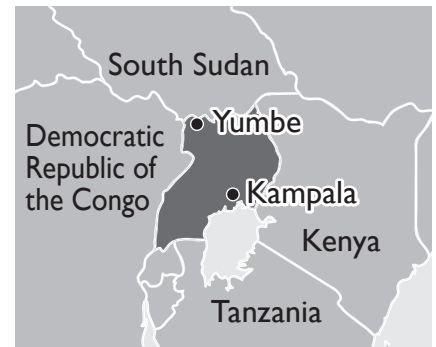 South Sudan
Yumbe
Democratic
Republic of
the Congo
Kampala
Kenya
Tanzania